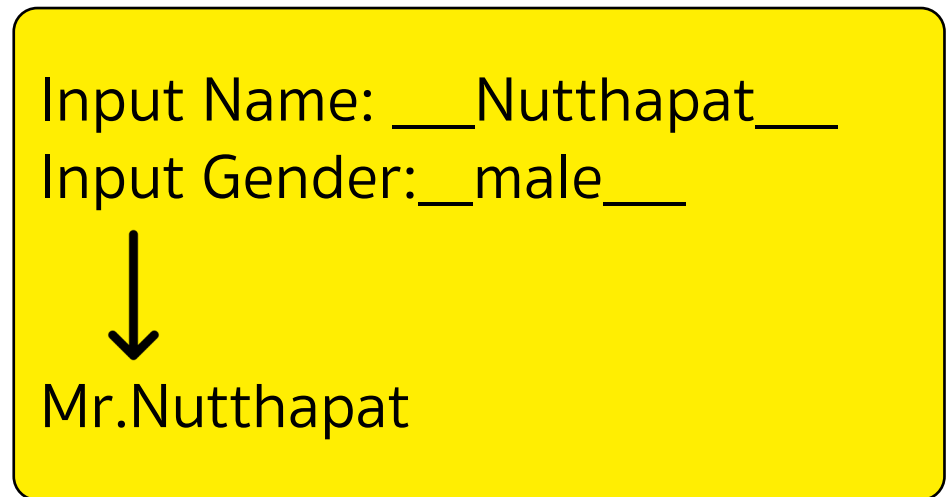 Input Name: ___Nutthapat___
Input Gender:__male___
Mr.Nutthapat